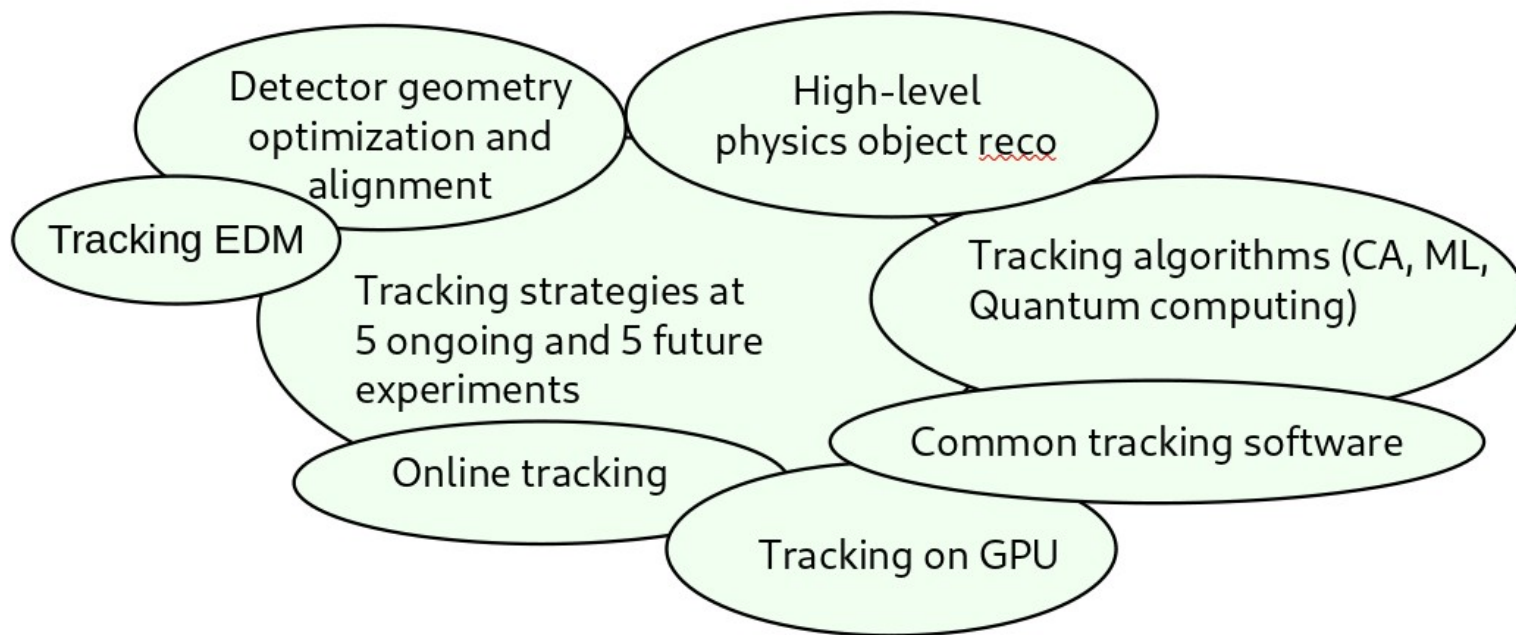 Detector geometry
optimization and
alignment
High-level
physics object reco
Tracking EDM
Tracking algorithms (CA, ML,
Quantum computing)
Tracking strategies at
5 ongoing and 5 future
experiments
Common tracking software
Online tracking
Tracking on GPU